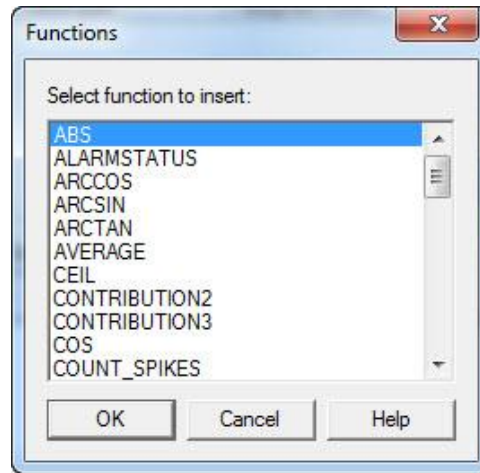 Functions
Select function to insert:
ABS
ALARMSTATUS
ARCCOS
ARCSIN
ARCTAN
AVERAGE
CEIL
CONTRIBUTION2
CONTRIBUTION3
COS
COUNT_SPIKES
OK Cancel Help